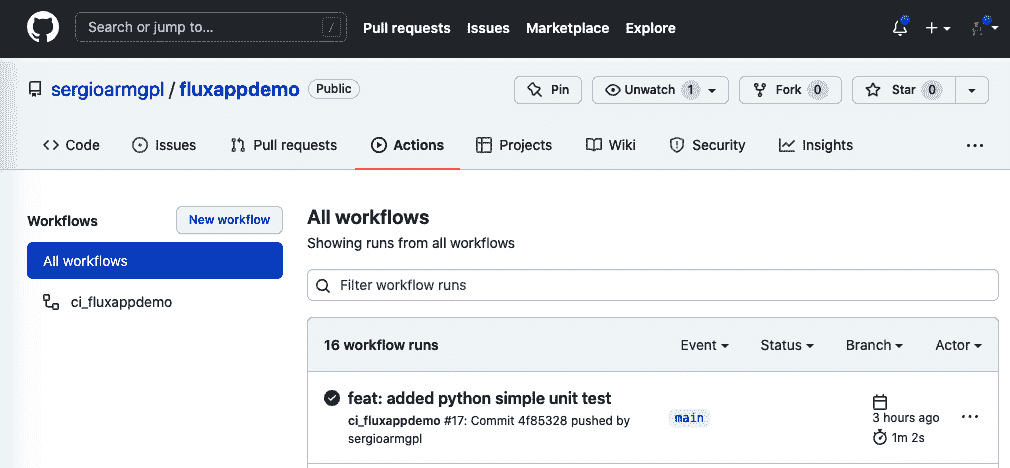 Search or jump to... /
Pull requests Issues Marketplace Explore
sergioarmgpl / fluxappdemo Public
Pin Unwatch 1 Fork 0 Star 0
Code Issues Pull requests Actions Projects Wiki Security Insights ...
Workflows New workflow
All workflows
ci_fluxappdemo
All workflows
Showing runs from all workflows
Filter workflow runs
16 workflow runs Event Status Branch Actor
feat: added python simple unit test
ci_fluxappdemo #17: Commit 4f85328 pushed by
sergioarmgpl
main
3 hours ago
1m 2s
...